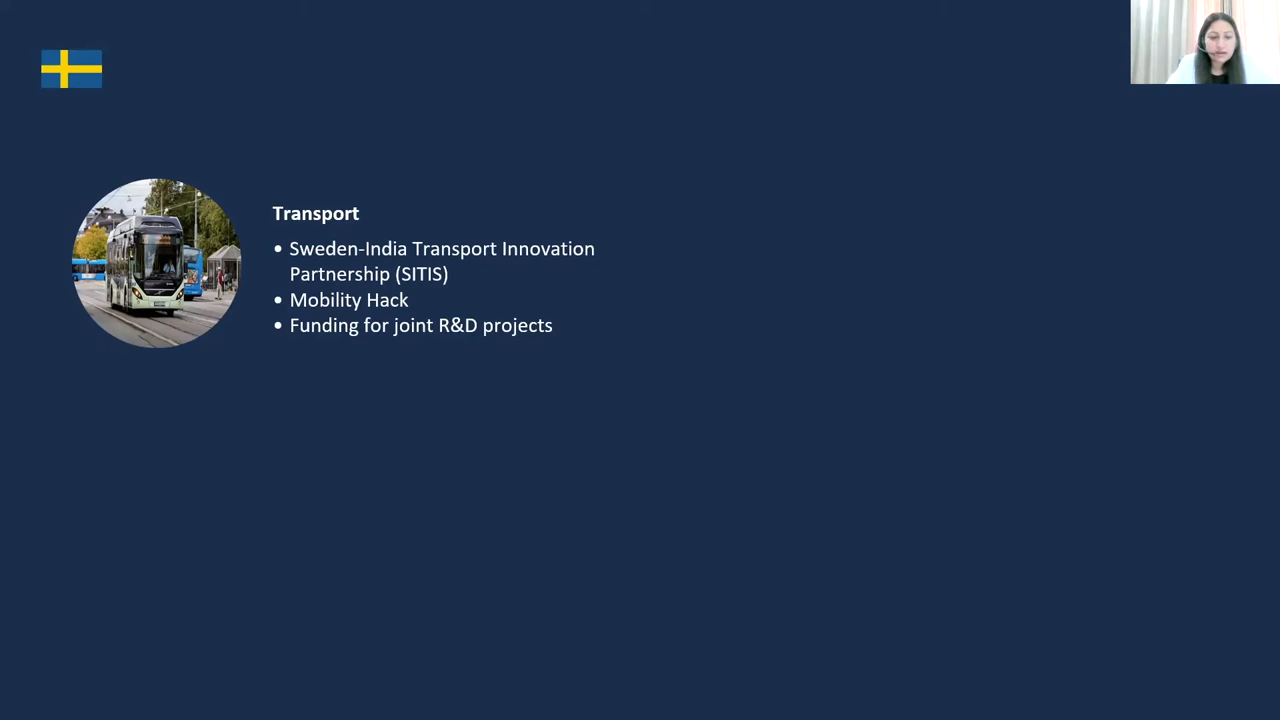 Transport
• Sweden-India Transport Innovation
Partnership (SITIS)
• Mobility Hack
• Funding for joint R&D projects